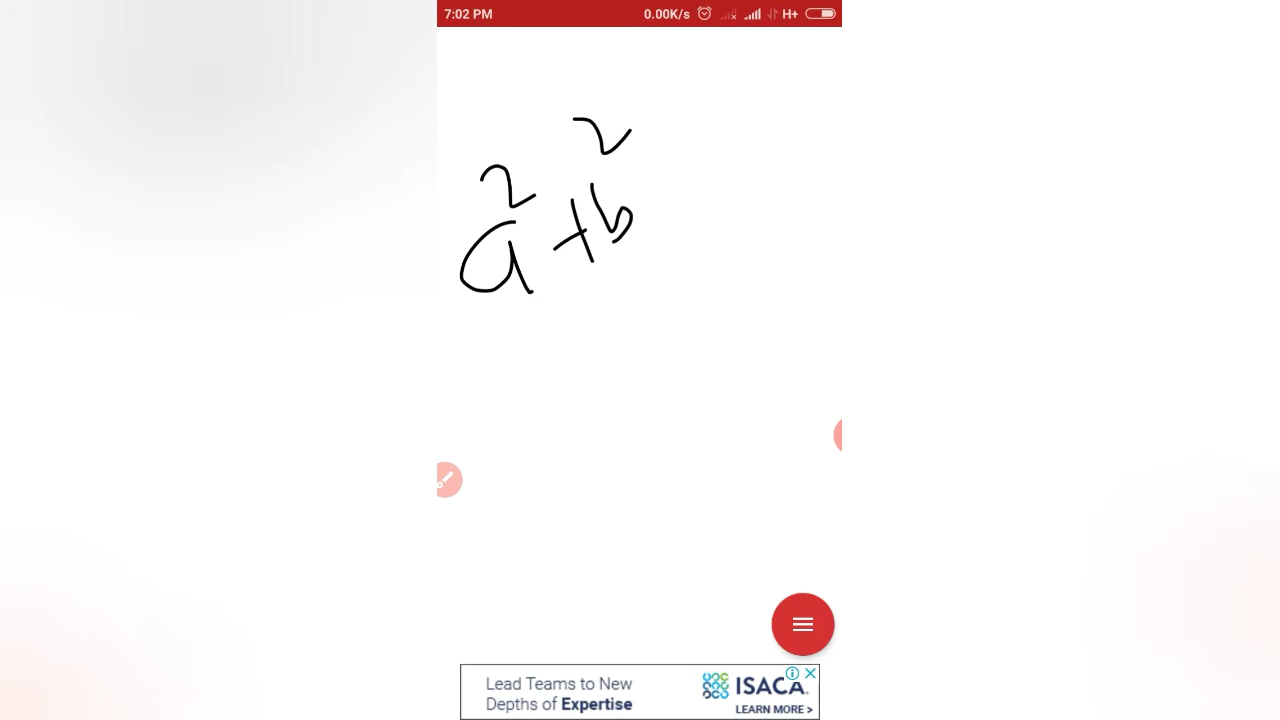 7:02 PM 0.00K/s H+
a² + b²
Lead Teams to New
Depths of Expertise
ISACA.
LEARN MORE >